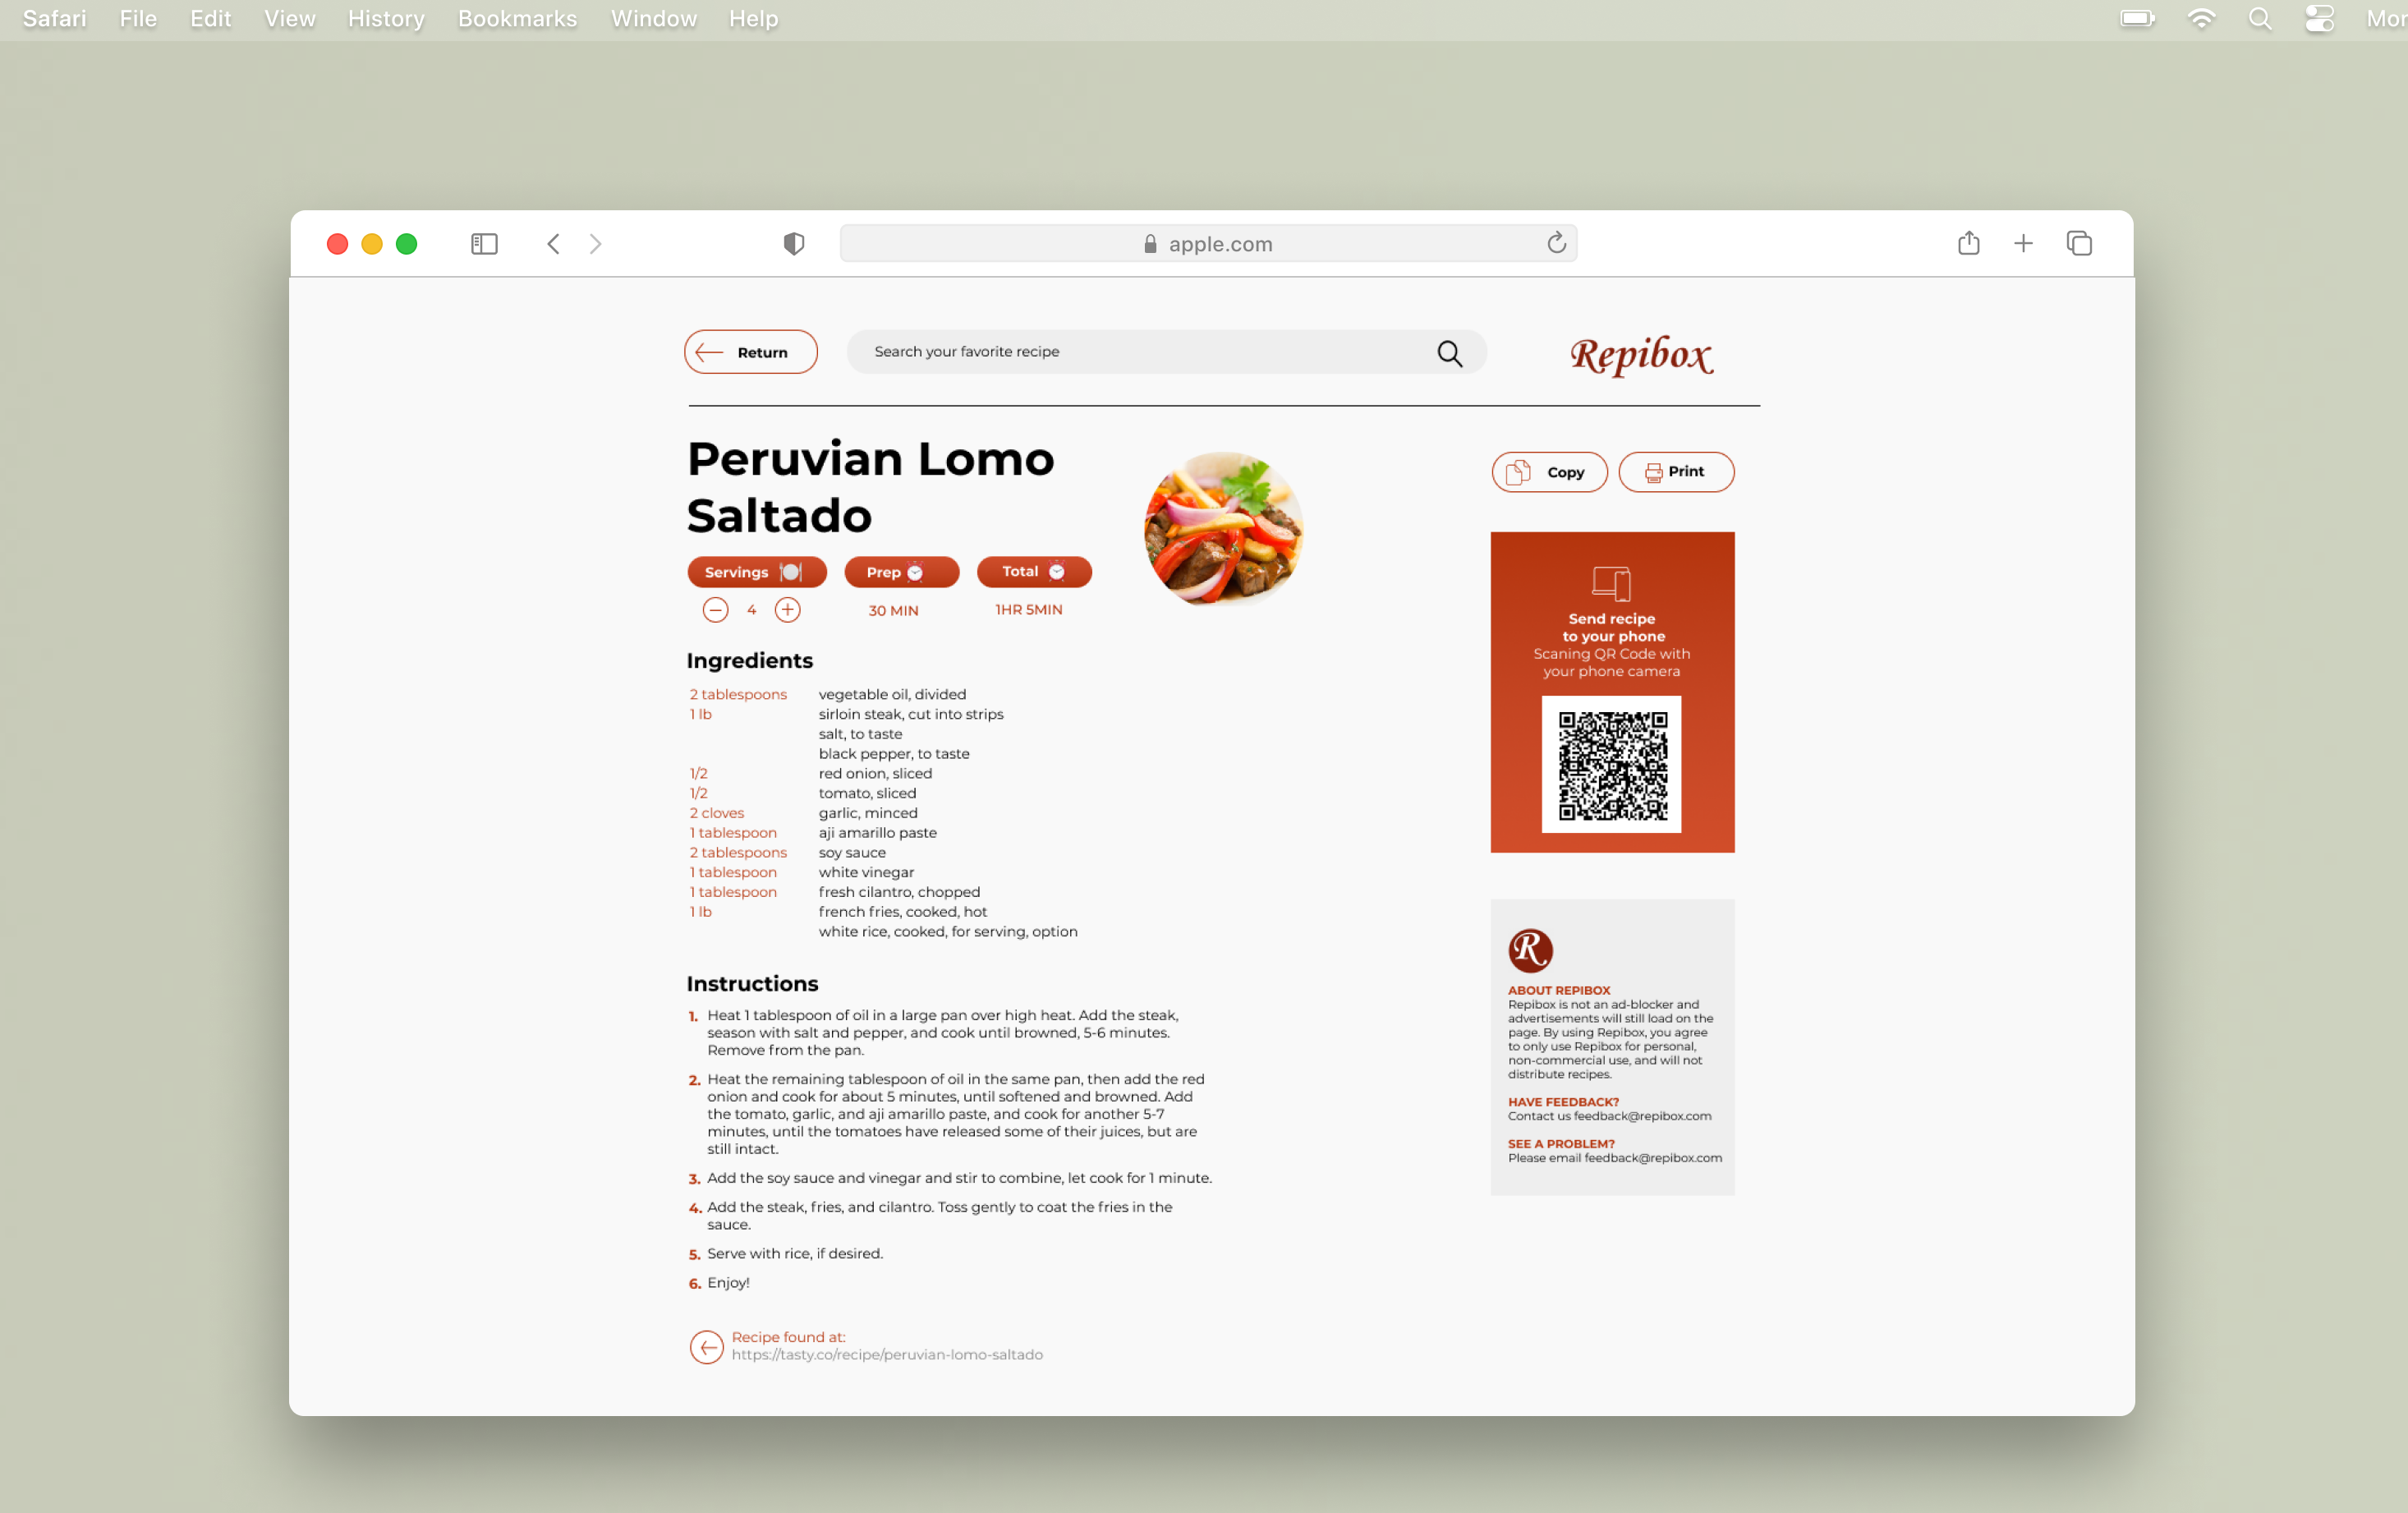 Safari File Edit View History Bookmarks Window Help
apple.com
Return
Search your favorite recipe
Repibox
Peruvian Lomo
Saltado
Copy
Print
Servings
Prep
Total
4
30 MIN
1HR 5MIN
Ingredients
2 tablespoons vegetable oil, divided
1 lb sirloin steak, cut into strips
salt, to taste
black pepper, to taste
1/2 red onion, sliced
1/2 tomato, sliced
2 cloves garlic, minced
1 tablespoon aji amarillo paste
2 tablespoons soy sauce
1 tablespoon white vinegar
1 tablespoon fresh cilantro, chopped
1 lb french fries, cooked, hot
white rice, cooked, for serving, option
Instructions
1. Heat 1 tablespoon of oil in a large pan over high heat. Add the steak,
season with salt and pepper, and cook until browned, 5-6 minutes.
Remove from the pan.
2. Heat the remaining tablespoon of oil in the same pan, then add the red
onion and cook for about 5 minutes, until softened and browned. Add
the tomato, garlic, and aji amarillo paste, and cook for another 5-7
minutes, until the tomatoes have released some of their juices, but are
still intact.
3. Add the soy sauce and vinegar and stir to combine, let cook for 1 minute.
4. Add the steak, fries, and cilantro. Toss gently to coat the fries in the
sauce.
5. Serve with rice, if desired.
6. Enjoy!
Recipe found at:
https://tasty.co/recipe/peruvian-lomo-saltado
Send recipe
to your phone
Scaning QR Code with
your phone camera
R
ABOUT REPIBOX
Repibox is not an ad-blocker and
advertisements will still load on the
page. By using Repibox, you agree
to only use Repibox for personal,
non-commercial use, and will not
distribute recipes.
HAVE FEEDBACK?
Contact us feedback@repibox.com
SEE A PROBLEM?
Please email feedback@repibox.com